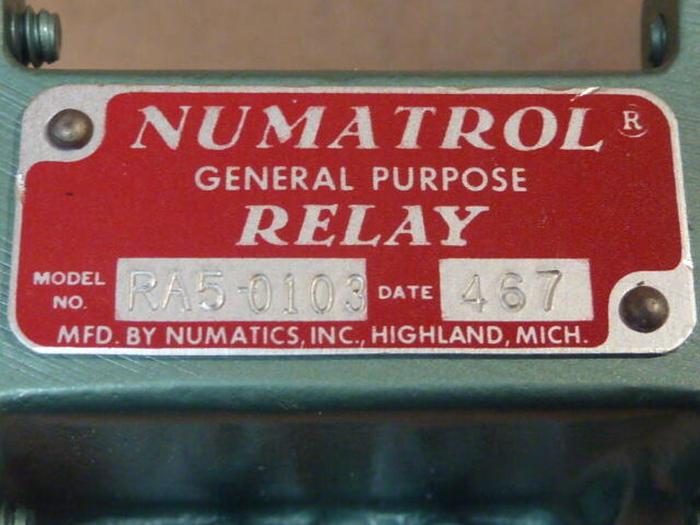 NUMATROL ®
GENERAL PURPOSE
RELAY
MODEL NO. RA5-0103 DATE 467
MFD. BY NUMATICS, INC., HIGHLAND, MICH.